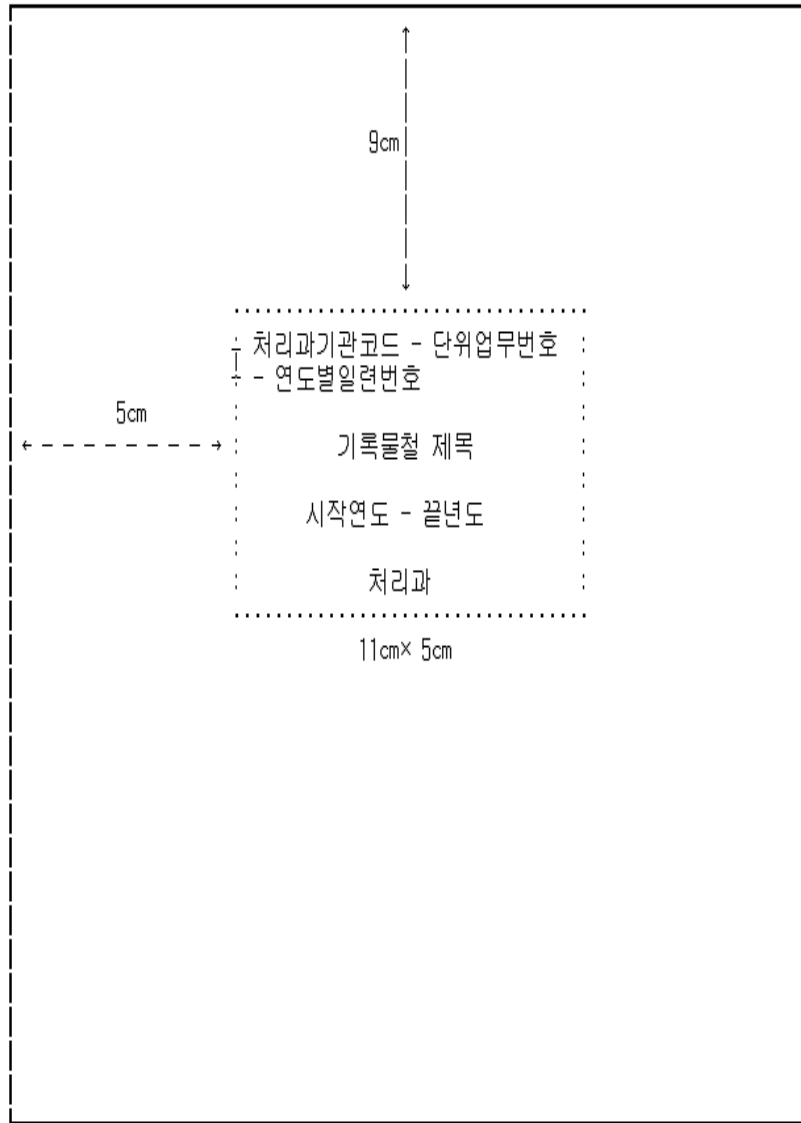 9cm
처리과기관코드 - 단위업무번호
- 연도별일련번호
5cm
기록물철 제목
시작연도 - 끝년도
처리과
11cm× 5cm